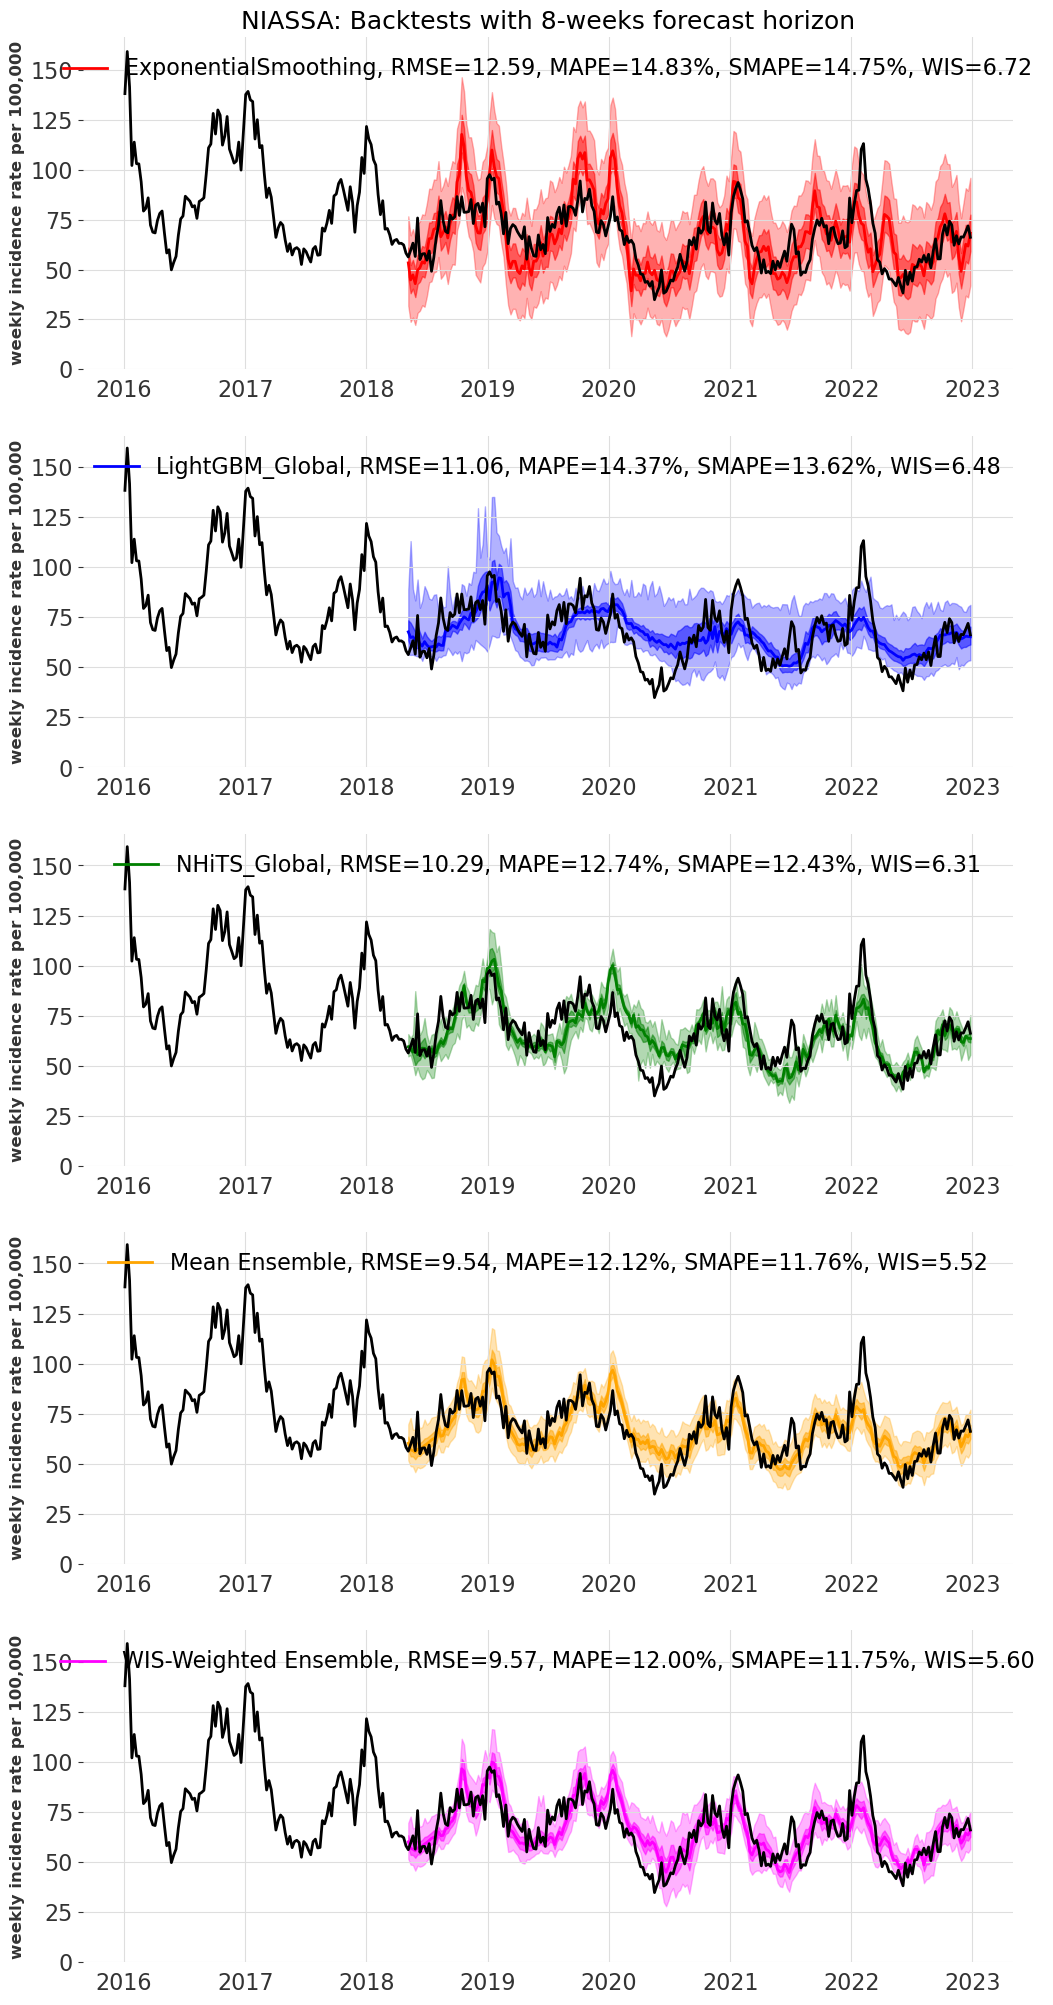 NIASSA: Backtests with 8-weeks forecast horizon
ExponentialSmoothing, RMSE=12.59, MAPE=14.83%, SMAPE=14.75%, WIS=6.72
weekly incidence rate per 100,000
150
125
100
75
50
25
0
2016 2017 2018 2019 2020 2021 2022 2023
LightGBM_Global, RMSE=11.06, MAPE=14.37%, SMAPE=13.62%, WIS=6.48
weekly incidence rate per 100,000
150
125
100
75
50
25
0
2016 2017 2018 2019 2020 2021 2022 2023
NHiTS_Global, RMSE=10.29, MAPE=12.74%, SMAPE=12.43%, WIS=6.31
weekly incidence rate per 100,000
150
125
100
75
50
25
0
2016 2017 2018 2019 2020 2021 2022 2023
Mean Ensemble, RMSE=9.54, MAPE=12.12%, SMAPE=11.76%, WIS=5.52
weekly incidence rate per 100,000
150
125
100
75
50
25
0
2016 2017 2018 2019 2020 2021 2022 2023
WIS-Weighted Ensemble, RMSE=9.57, MAPE=12.00%, SMAPE=11.75%, WIS=5.60
weekly incidence rate per 100,000
150
125
100
75
50
25
0
2016 2017 2018 2019 2020 2021 2022 2023